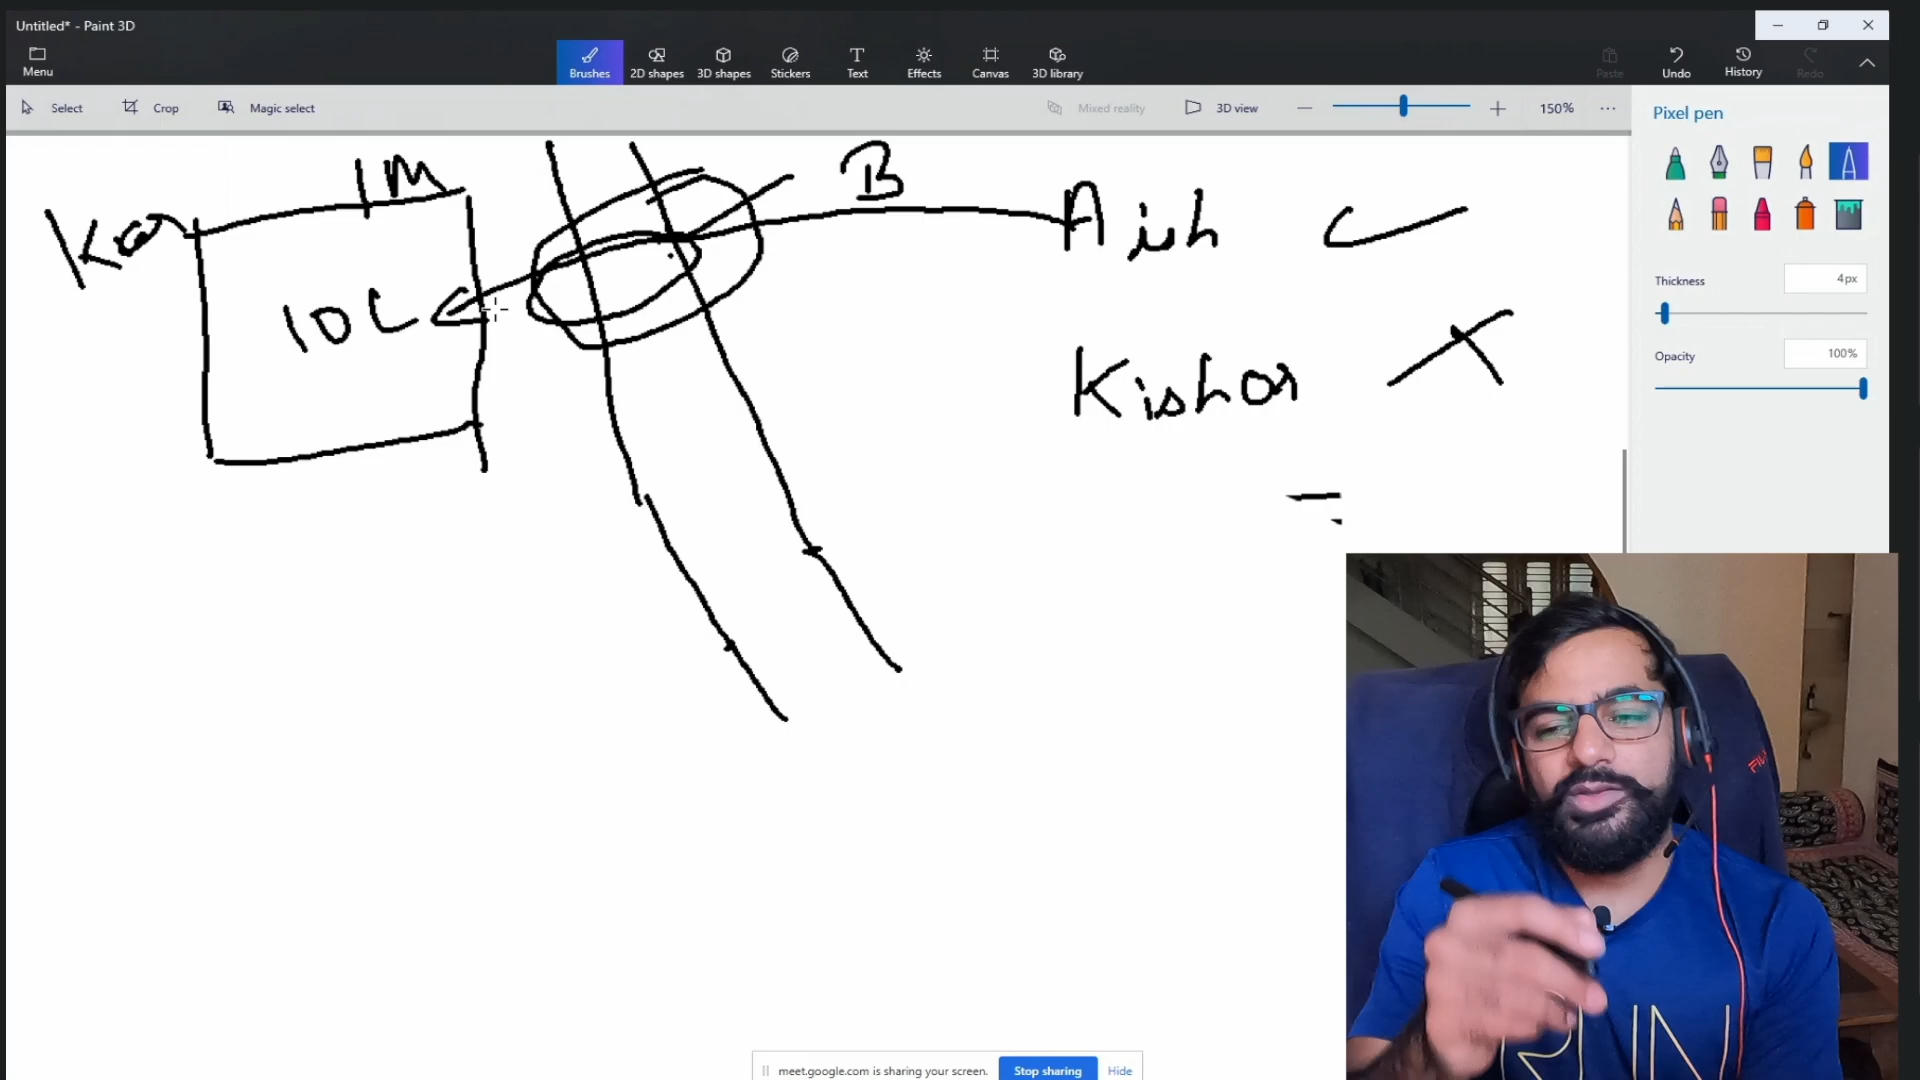 Untitled* - Paint 3D
Menu
Brushes
2D shapes
3D shapes
Stickers
Text
Effects
Canvas
3D library
Paste
Undo
History
Redo
Select
Crop
Magic select
Mixed reality
3D view
150%
Pixel pen
Thickness
4px
Opacity
100%
1M
B
10L
Kishor
meet.google.com is sharing your screen.
Stop sharing
Hide
RUN